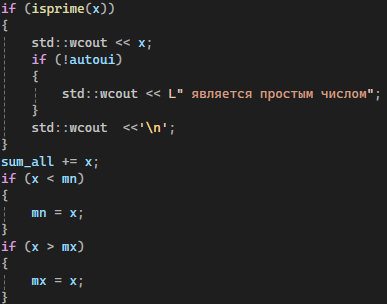 if (isprime(x))
{
    std::wcout << x;
    if (!autoui)
    {
        std::wcout << L" является простым числом";
    }
    std::wcout  <<'\n';
}
sum_all += x;
if (x < mn)
{
    mn = x;
}
if (x > mx)
{
    mx = x;
}